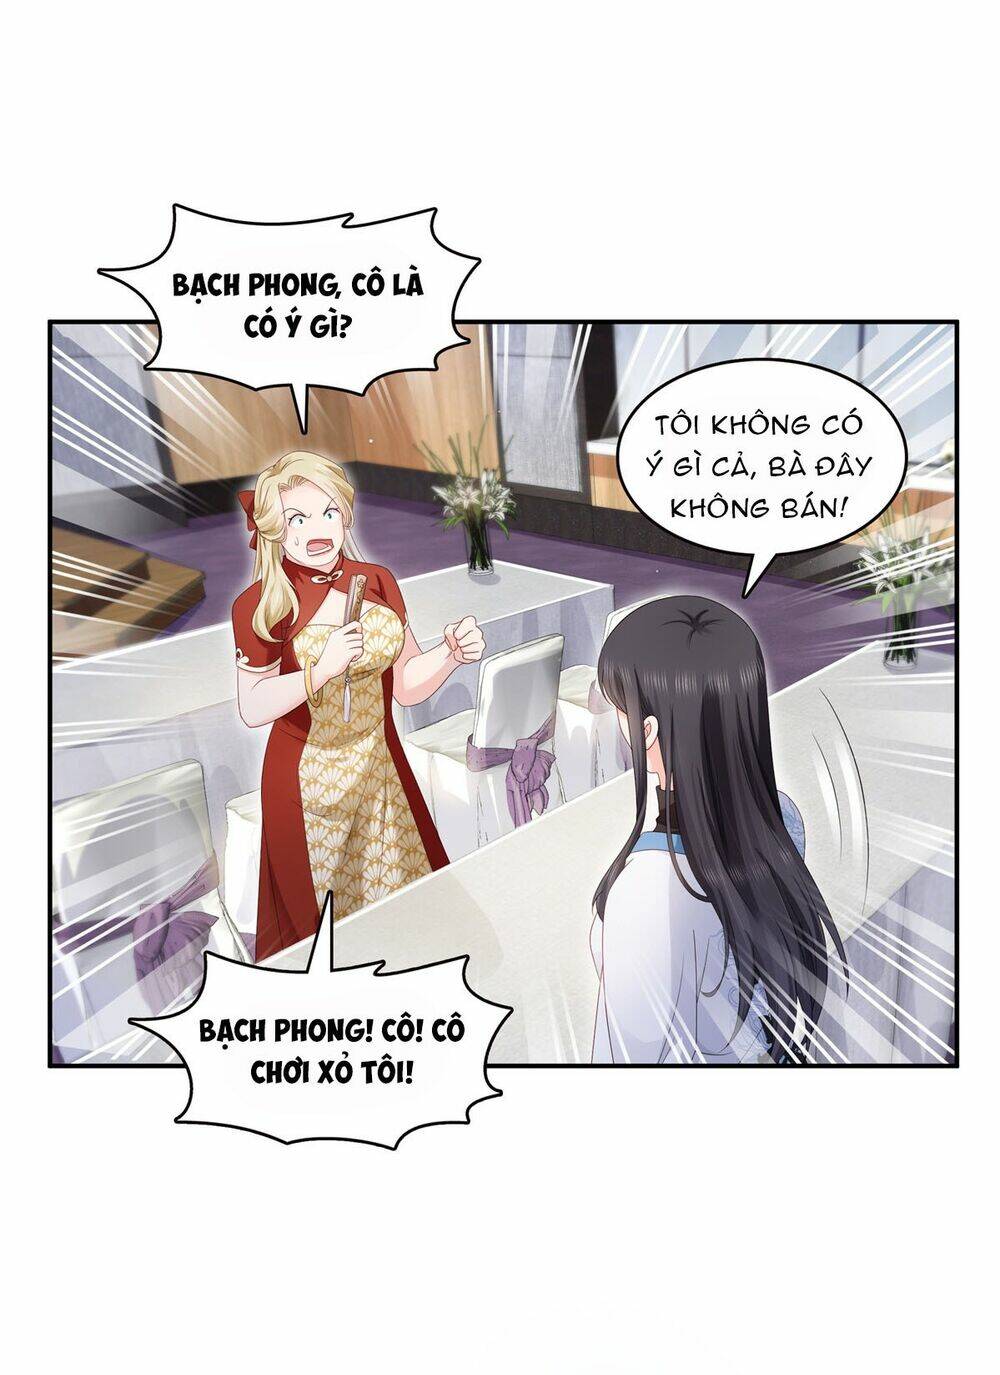 BẠCH PHONG, CÔ LÀ
CÓ Ý GÌ?
TÔI KHÔNG CÓ
Ý GÌ CẢ, BÀ ĐÂY
KHÔNG BÁN!
BẠCH PHONG! CÔ! CÔ
CHƠI XỎ TÔI!